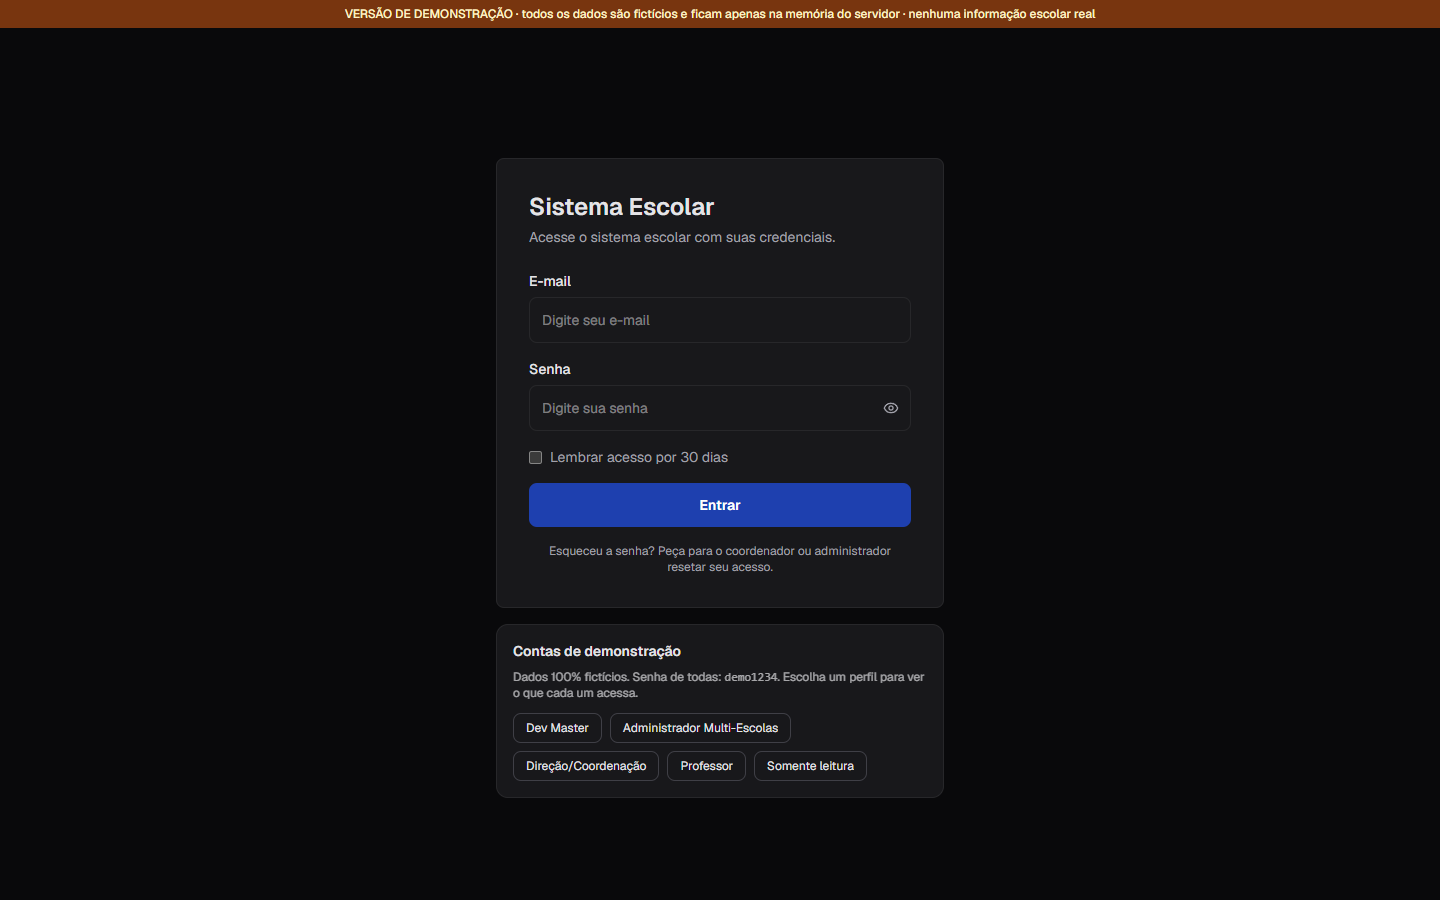 VERSÃO DE DEMONSTRAÇÃO · todos os dados são fictícios e ficam apenas na memória do servidor · nenhuma informação escolar real
Sistema Escolar
Acesse o sistema escolar com suas credenciais.
E-mail
Digite seu e-mail
Senha
Digite sua senha
Lembrar acesso por 30 dias
Entrar
Esqueceu a senha? Peça para o coordenador ou administrador
resetar seu acesso.
Contas de demonstração
Dados 100% fictícios. Senha de todas: demo1234. Escolha um perfil para ver
o que cada um acessa.
Dev Master
Administrador Multi-Escolas
Direção/Coordenação
Professor
Somente leitura